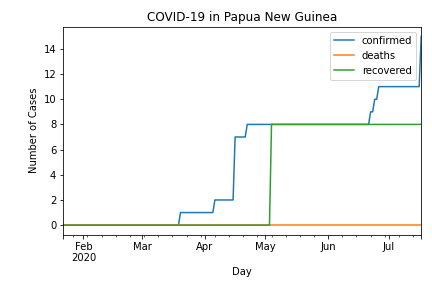 COVID-19 in Papua New Guinea
confirmed
deaths
recovered
Number of Cases
14
12
10
8
6
4
2
0
Feb Mar Apr May Jun Jul
2020
Day